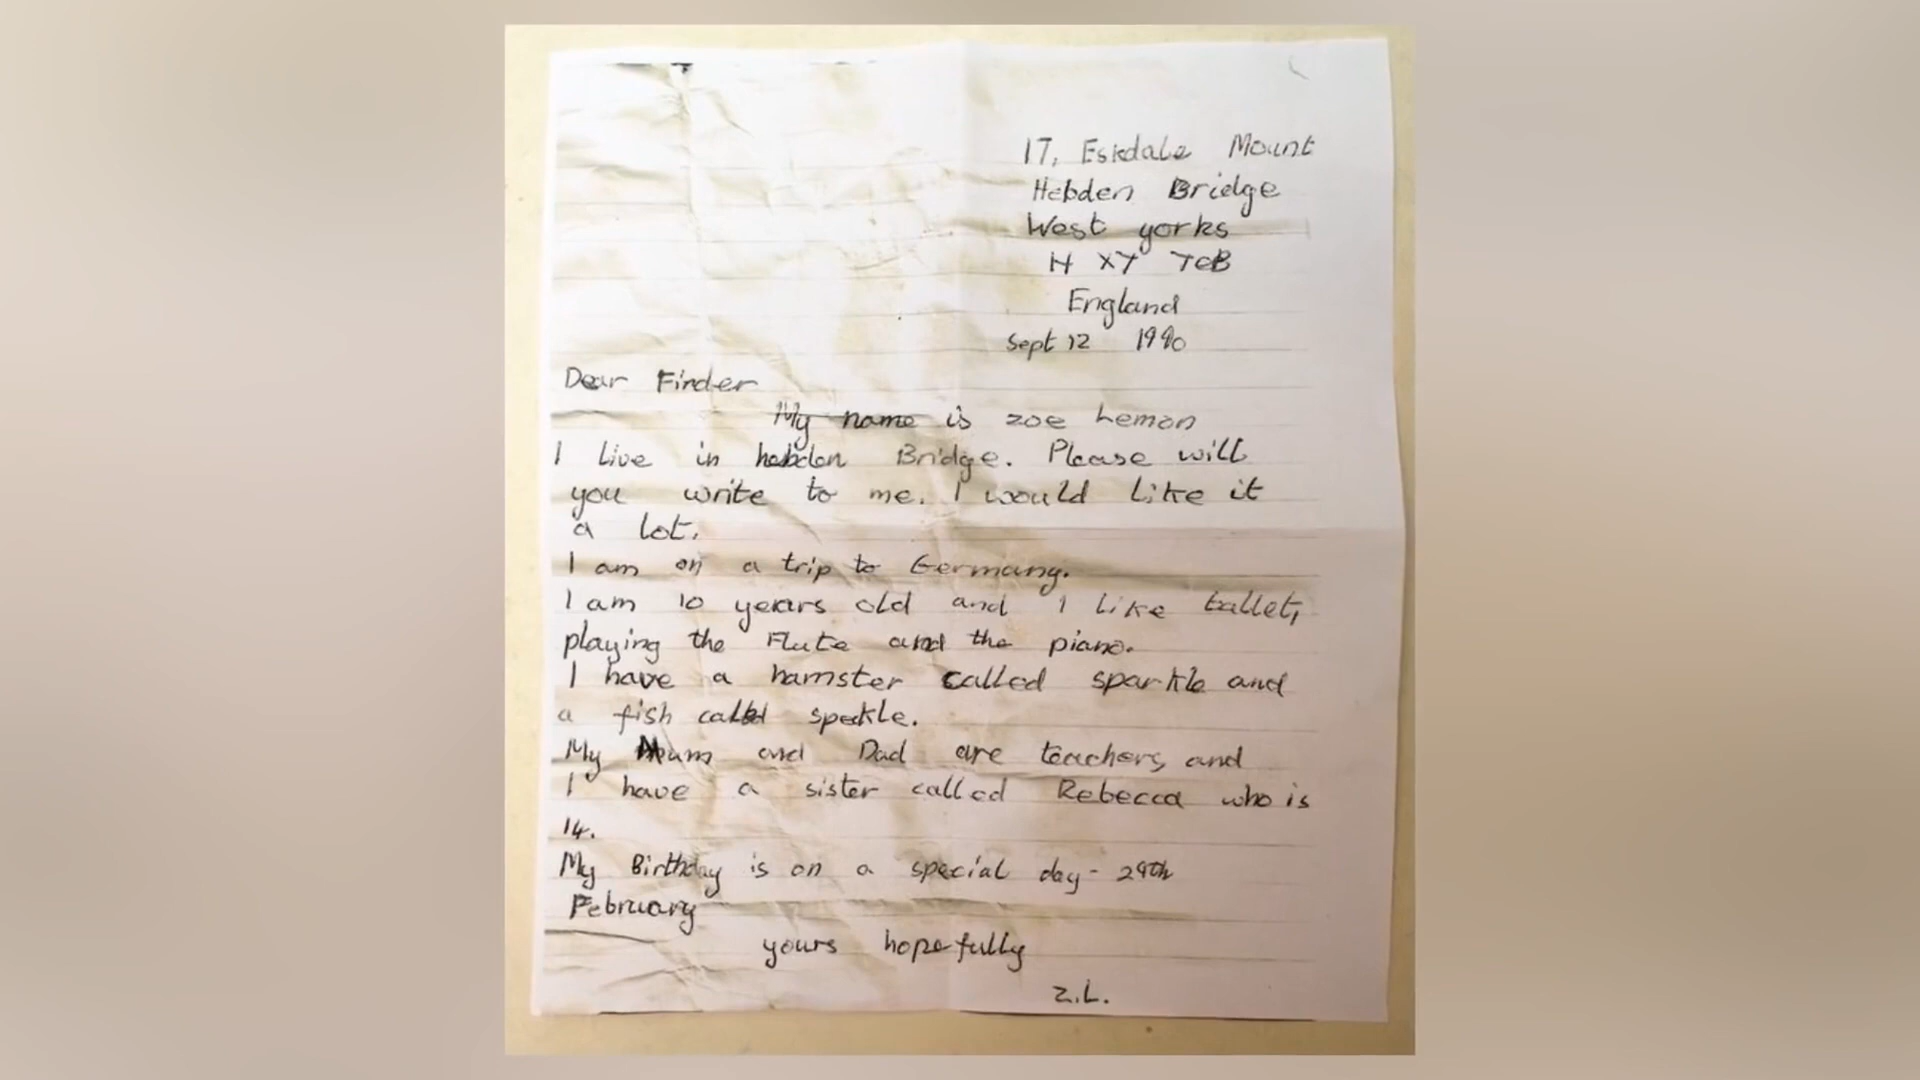 17, Eskdale Mount
Hebden Bridge
West yorks
H XY 7CB
England
Sept 12 1990
Dear Finder
My name is zoe Lemon
I live in hebden Bridge. Please will
you write to me. I would like it
a lot.
I am on a trip to Germany.
I am 10 years old and I like ballet,
playing the Flute and the piano.
I have a hamster called sparkle and
a fish called speckle.
My Mum and Dad are teachers, and
I have a sister called Rebecca who is
14.
My Birthday is on a special day - 29th
February
yours hopefully
Z.L.